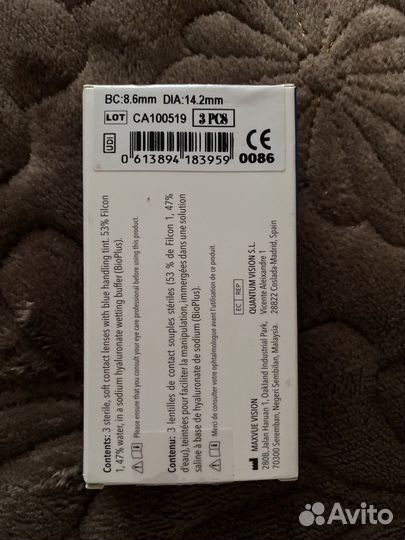 BC:8.6mm DIA:14.2mm
LOT CA100519 3 PCS
UDI
0 613894 183959
CE 0086
Contents: 3 sterile, soft contact lenses with blue handling tint. 53% Filcon
1, 47% water, in a sodium hyaluronate wetting buffer (BioPlus).
Please consult your eye care professional before using this product.
Contenu: 3 lentilles de contact souples stériles (53 % de Filcon 1, 47%
d'eau), teintées pour faciliter la manipulation, immergées dans une solution
saline à base de hyaluronate de sodium (BioPlus).
Merci de consulter votre ophtalmologue avant l'utilisation de ce produit.
EC REP
QUANTUM VISION S.L
Vicente Aleixandre 1
28822 Coslada-Madrid, Spain
MAXVUE VISION
280B, Jalan Haruan 1, Oakland Industrial Park,
70300 Seremban, Negeri Sembilan, Malaysia.
Avito